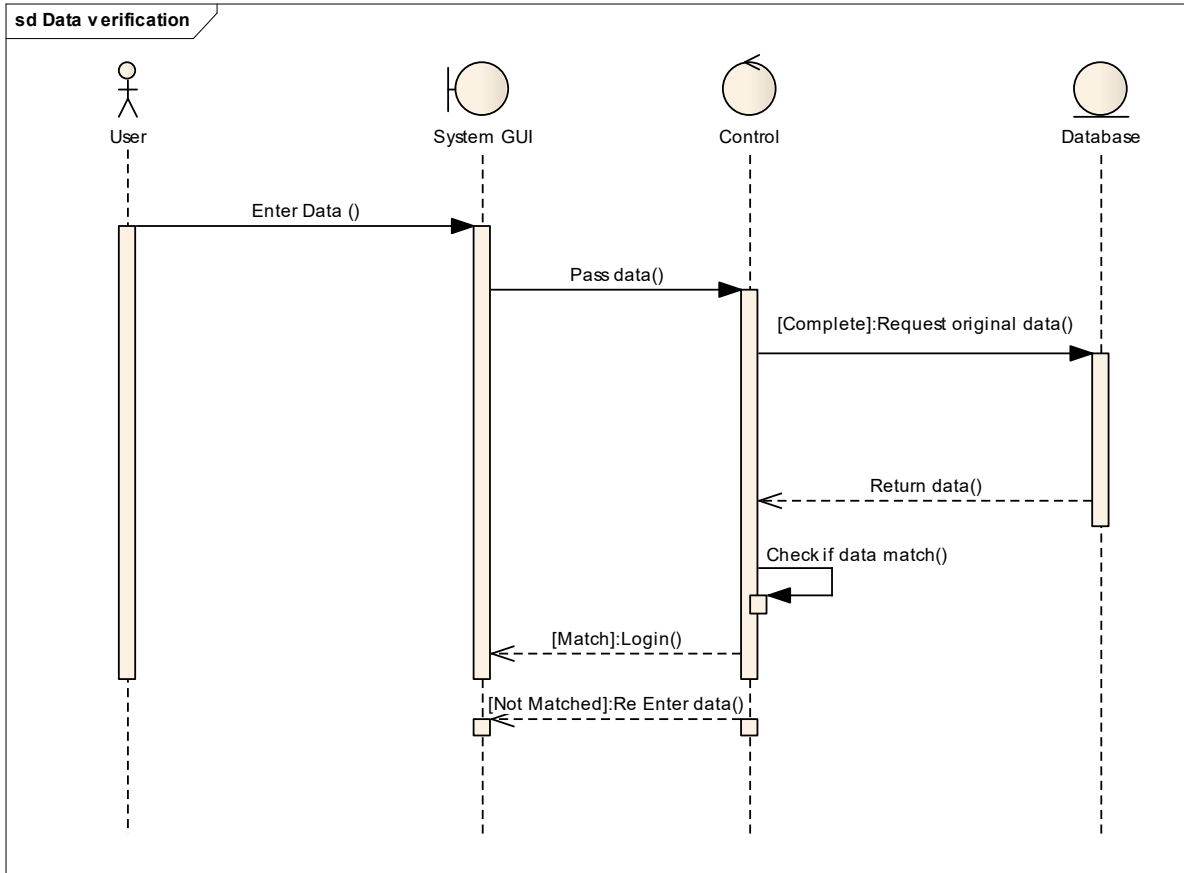 sd Data verification
User
System GUI
Control
Database
Enter Data ()
Pass data()
[Complete]:Request original data()
Return data()
Check if data match()
[Match]:Login()
[Not Matched]:Re Enter data()